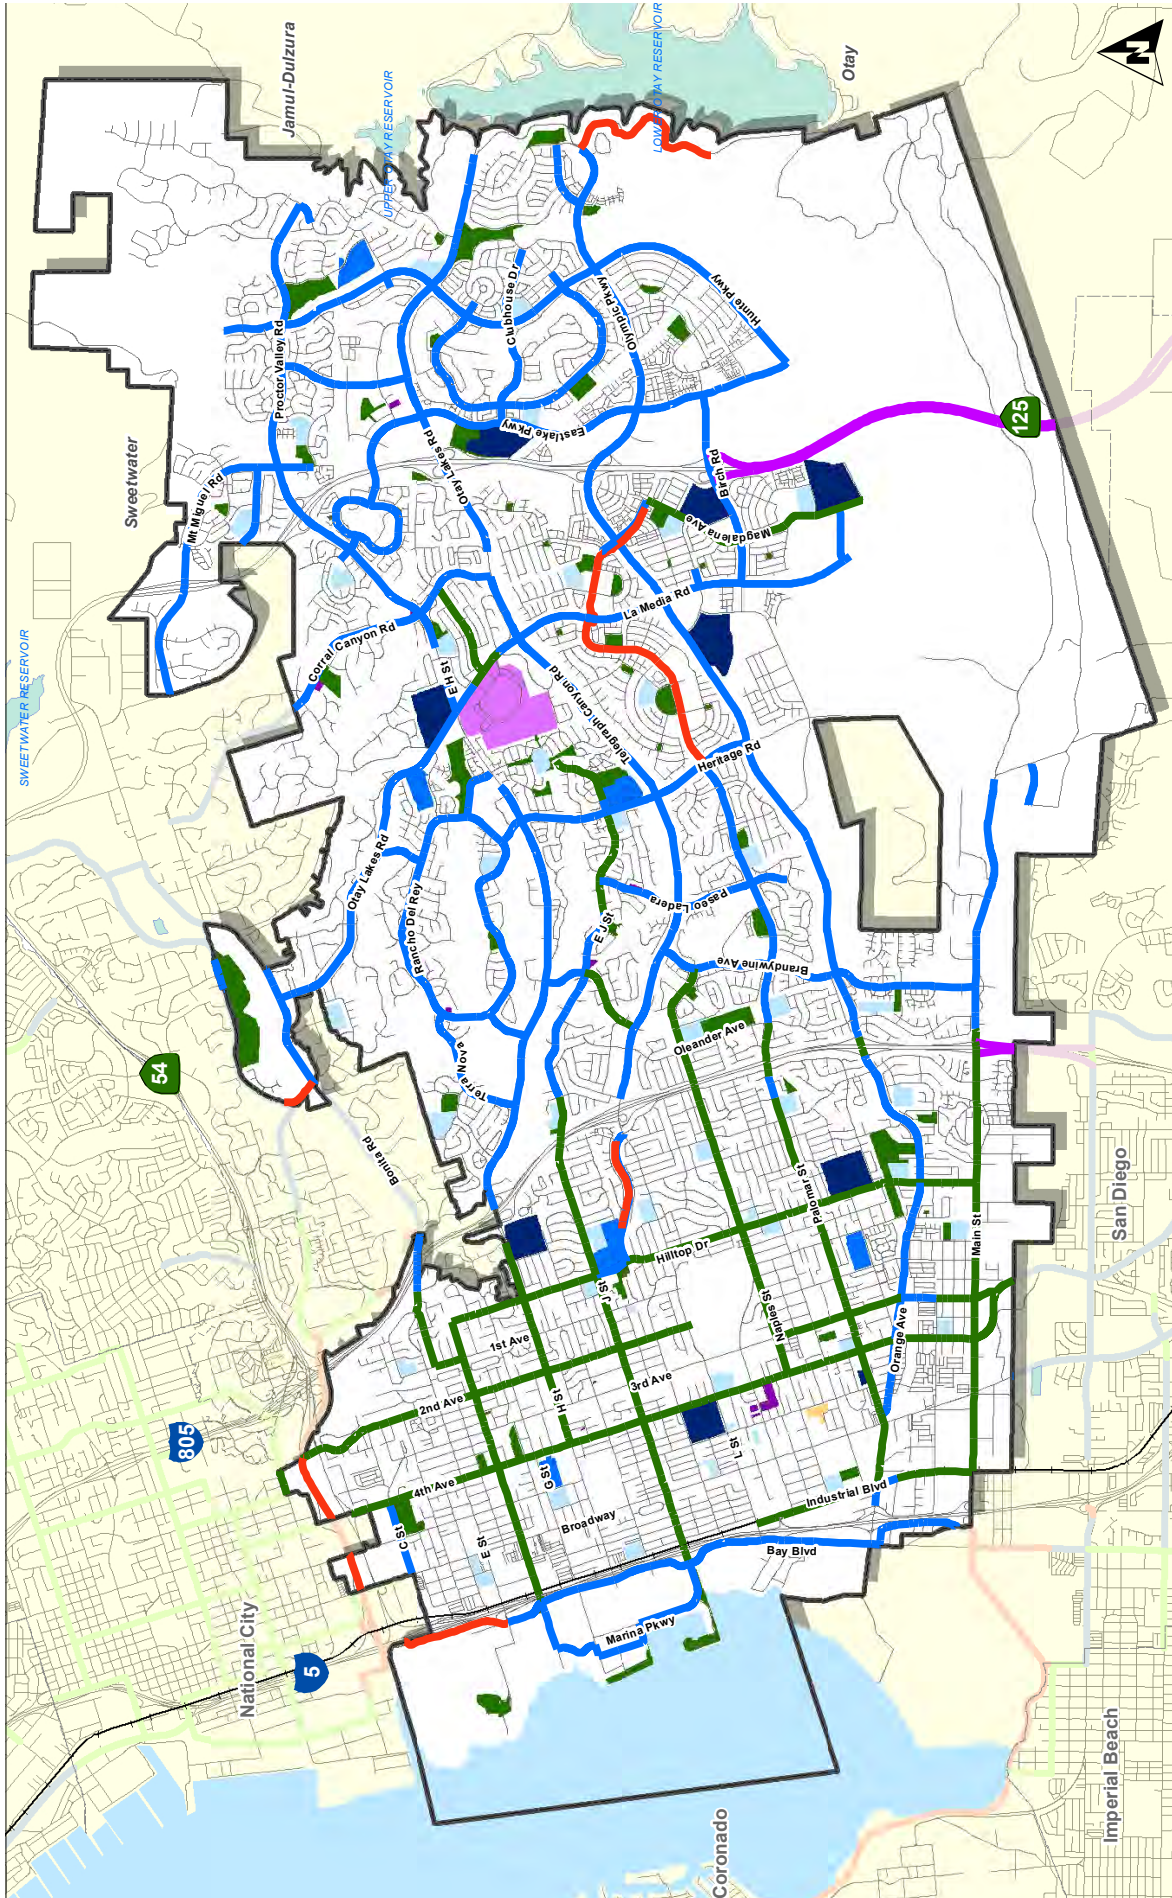 Jamul-Dulzura
UPPER OTAY RESERVOIR
LOWER OTAY RESERVOIR
Otay
N
Sweetwater
SWEETWATER RESERVOIR
Proctor Valley Rd
Mt Miguel Rd
Clubhouse Dr
Olympic Pkwy
Hunte Pkwy
Eastlake Pkwy
Otay Lakes Rd
125
Birch Rd
Magdalena Ave
La Media Rd
Corral Canyon Rd
E H St
Telegraph Canyon Rd
Heritage Rd
Otay Lakes Rd
Rancho Del Rey
Paseo Ladera
E J St
Brandywine Ave
Oleander Ave
Terra Nova
54
Bonita Rd
San Diego
Palomar St
Main St
Hilltop Dr
J St
Naples St
Orange Ave
1st Ave
2nd Ave
3rd Ave
H St
4th Ave
G St
L St
805
C St
E St
Broadway
Industrial Blvd
Bay Blvd
Marina Pkwy
National City
5
Imperial Beach
Coronado